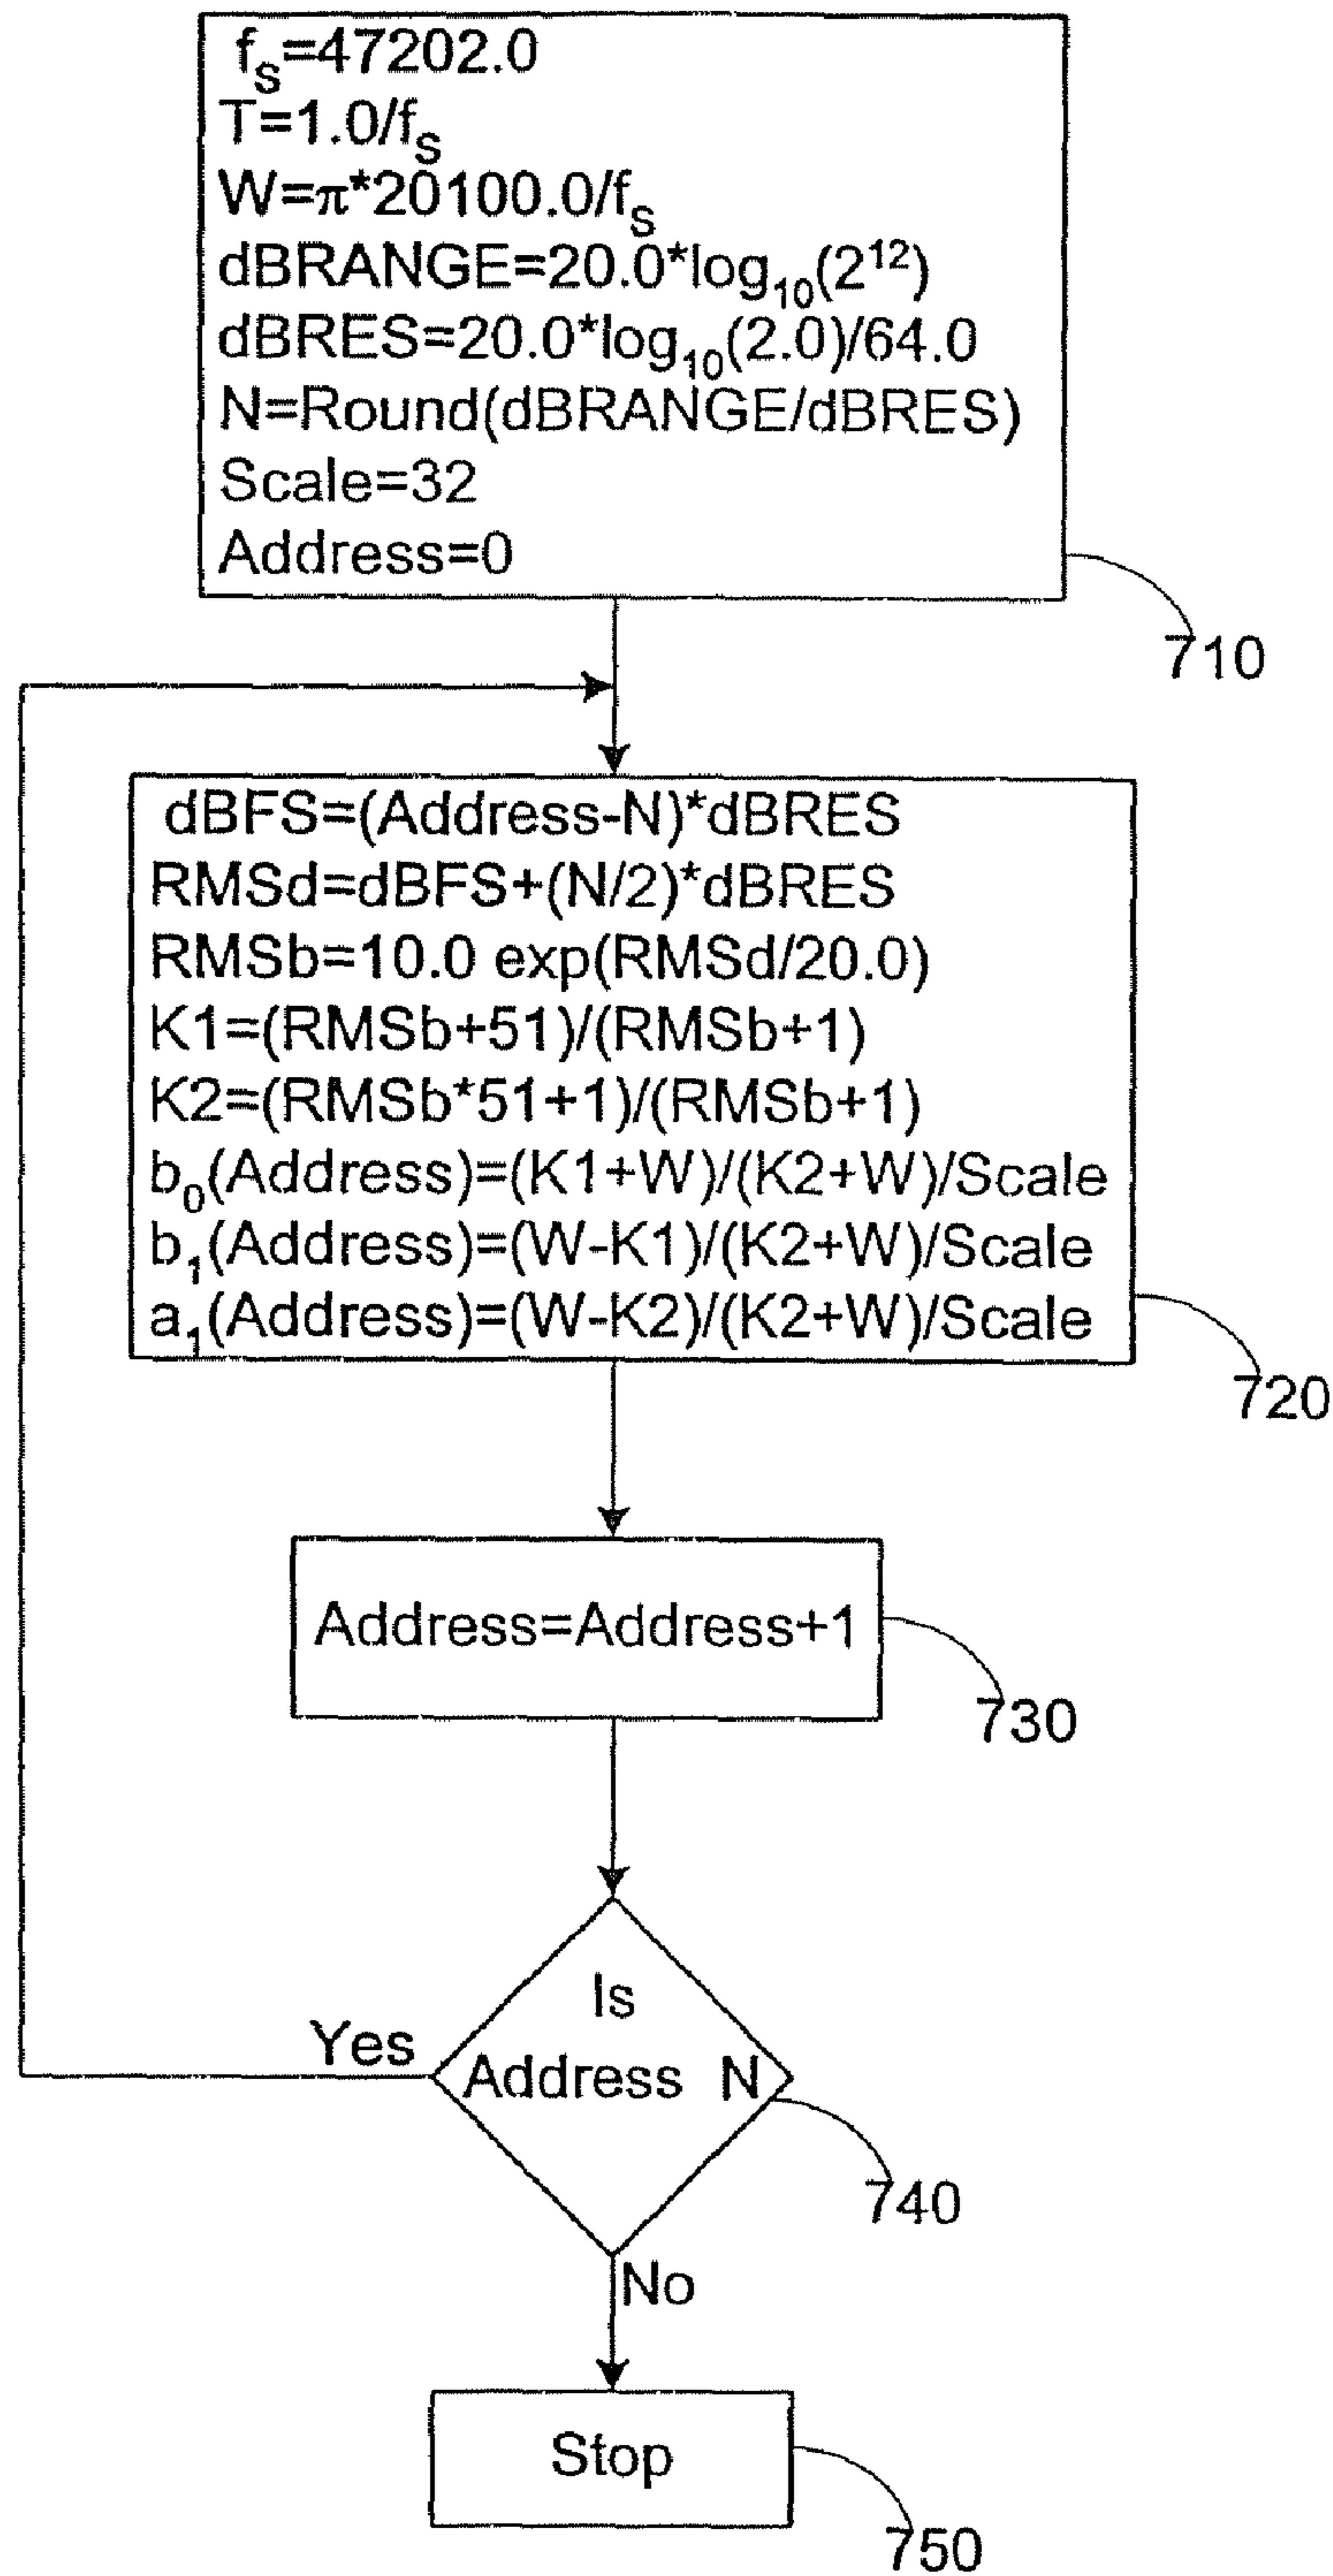 fₛ=47202.0
T=1.0/fₛ
W=π*20100.0/fₛ
dBRANGE=20.0*log₁₀(2¹²)
dBRES=20.0*log₁₀(2.0)/64.0
N=Round(dBRANGE/dBRES)
Scale=32
Address=0
710
dBFS=(Address-N)*dBRES
RMSd=dBFS+(N/2)*dBRES
RMSb=10.0 exp(RMSd/20.0)
K1=(RMSb+51)/(RMSb+1)
K2=(RMSb*51+1)/(RMSb+1)
b₀(Address)=(K1+W)/(K2+W)/Scale
b₁(Address)=(W-K1)/(K2+W)/Scale
a₁(Address)=(W-K2)/(K2+W)/Scale
720
Address=Address+1
730
Is
Address N
Yes
740
No
Stop
750